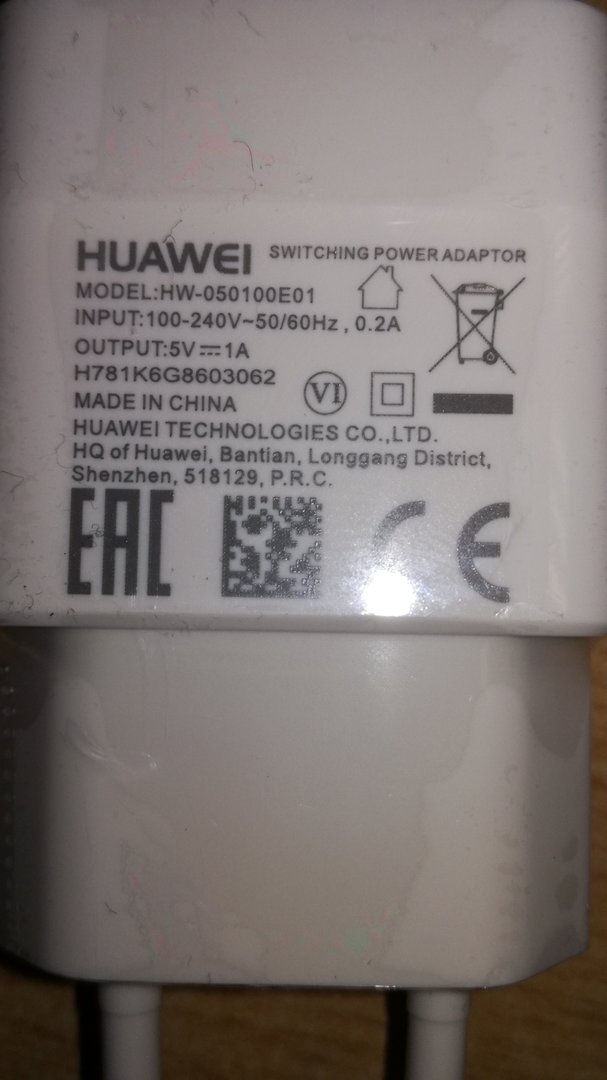 HUAWEI SWITCHING POWER ADAPTOR
MODEL:HW-050100E01
INPUT:100-240V~50/60Hz , 0.2A
OUTPUT:5V⎓1A
H781K6G8603062
VI
MADE IN CHINA
HUAWEI TECHNOLOGIES CO.,LTD.
HQ of Huawei, Bantian, Longgang District,
Shenzhen, 518129, P.R.C.
EAC CE